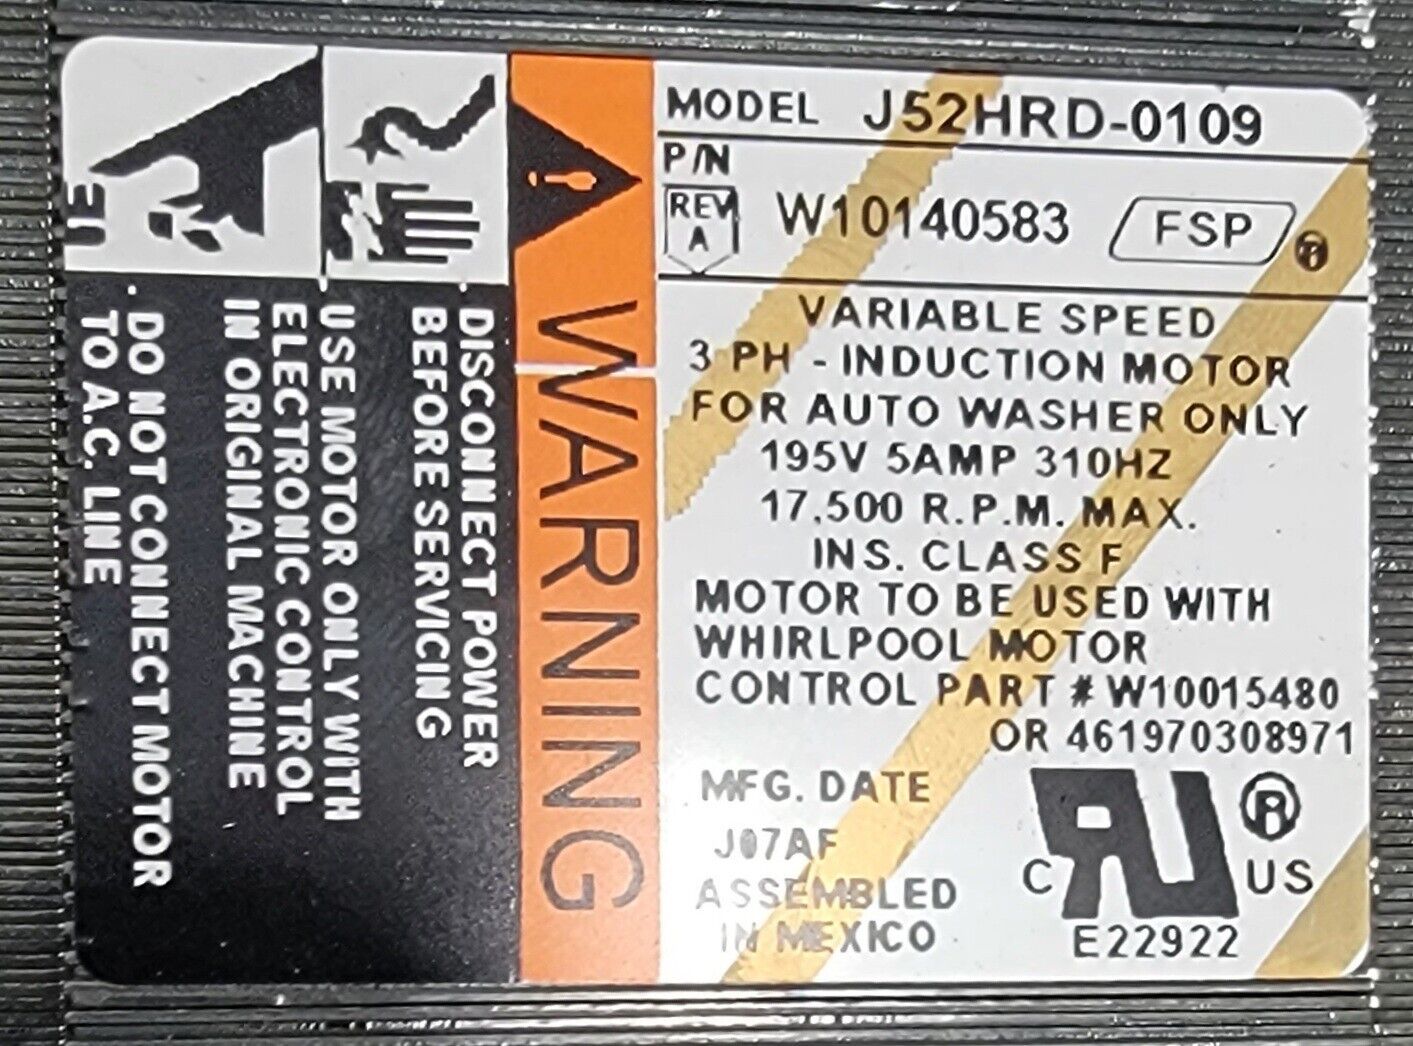 MODEL J52HRD-0109
P/N
REV
A
W10140583 FSP ®
VARIABLE SPEED
3 PH - INDUCTION MOTOR
FOR AUTO WASHER ONLY
195V 5AMP 310HZ
17,500 R.P.M. MAX.
INS. CLASS F
MOTOR TO BE USED WITH
WHIRLPOOL MOTOR
CONTROL PART # W10015480
OR 461970308971
MFG. DATE
J07AF
ASSEMBLED
IN MEXICO
C RU US ®
E22922
! WARNING
. DISCONNECT POWER
BEFORE SERVICING
. USE MOTOR ONLY WITH
ELECTRONIC CONTROL
IN ORIGINAL MACHINE
. DO NOT CONNECT MOTOR
TO A.C. LINE